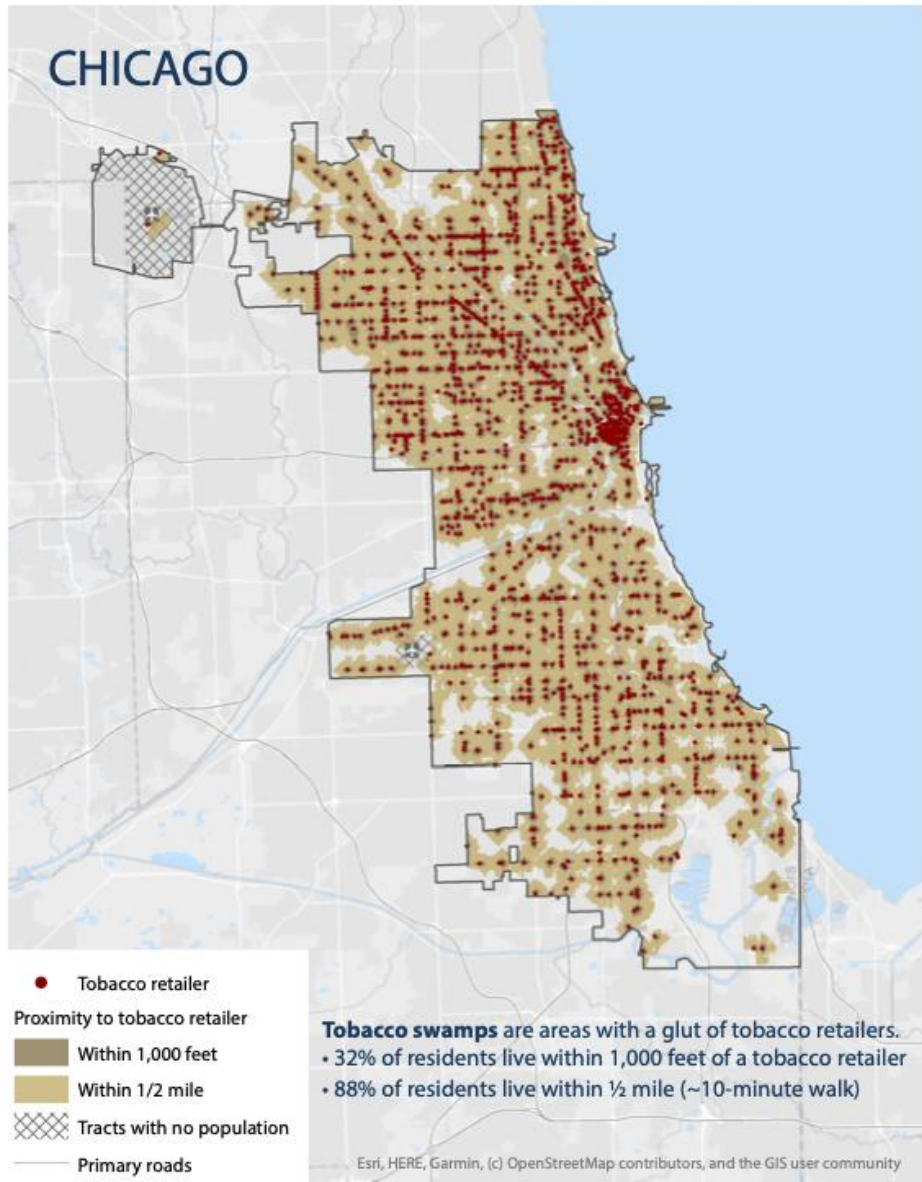 CHICAGO
Tobacco retailer
Proximity to tobacco retailer
Within 1,000 feet
Within 1/2 mile
Tracts with no population
Primary roads
Tobacco swamps are areas with a glut of tobacco retailers.
• 32% of residents live within 1,000 feet of a tobacco retailer
• 88% of residents live within ½ mile (~10-minute walk)
Esri, HERE, Garmin, (c) OpenStreetMap contributors, and the GIS user community